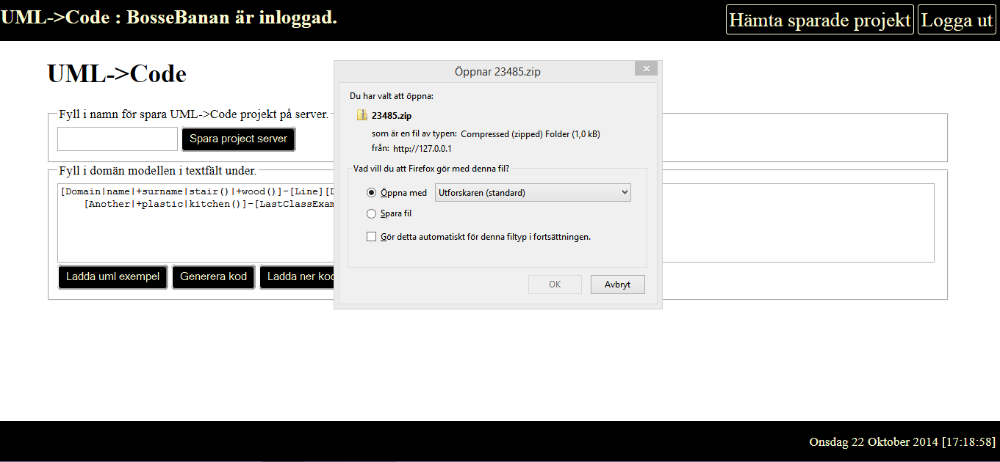 UML->Code : BosseBanan är inloggad.
Hämta sparade projekt
Logga ut
UML->Code
Fyll i namn för spara UML->Code projekt på server.
Spara project server
Fyll i domän modellen i textfält under.
[Domain|name|+surname|stair()|+wood()]-[Line][D
[Another|+plastic|kitchen()]-[LastClassExam
Ladda uml exempel
Generera kod
Ladda ner kod
Öppnar 23485.zip
Du har valt att öppna:
23485.zip
som är en fil av typen: Compressed (zipped) Folder (1,0 kB)
från: http://127.0.0.1
Vad vill du att Firefox gör med denna fil?
Öppna med
Utforskaren (standard)
Spara fil
Gör detta automatiskt för denna filtyp i fortsättningen.
OK
Avbryt
Onsdag 22 Oktober 2014 [17:18:58]